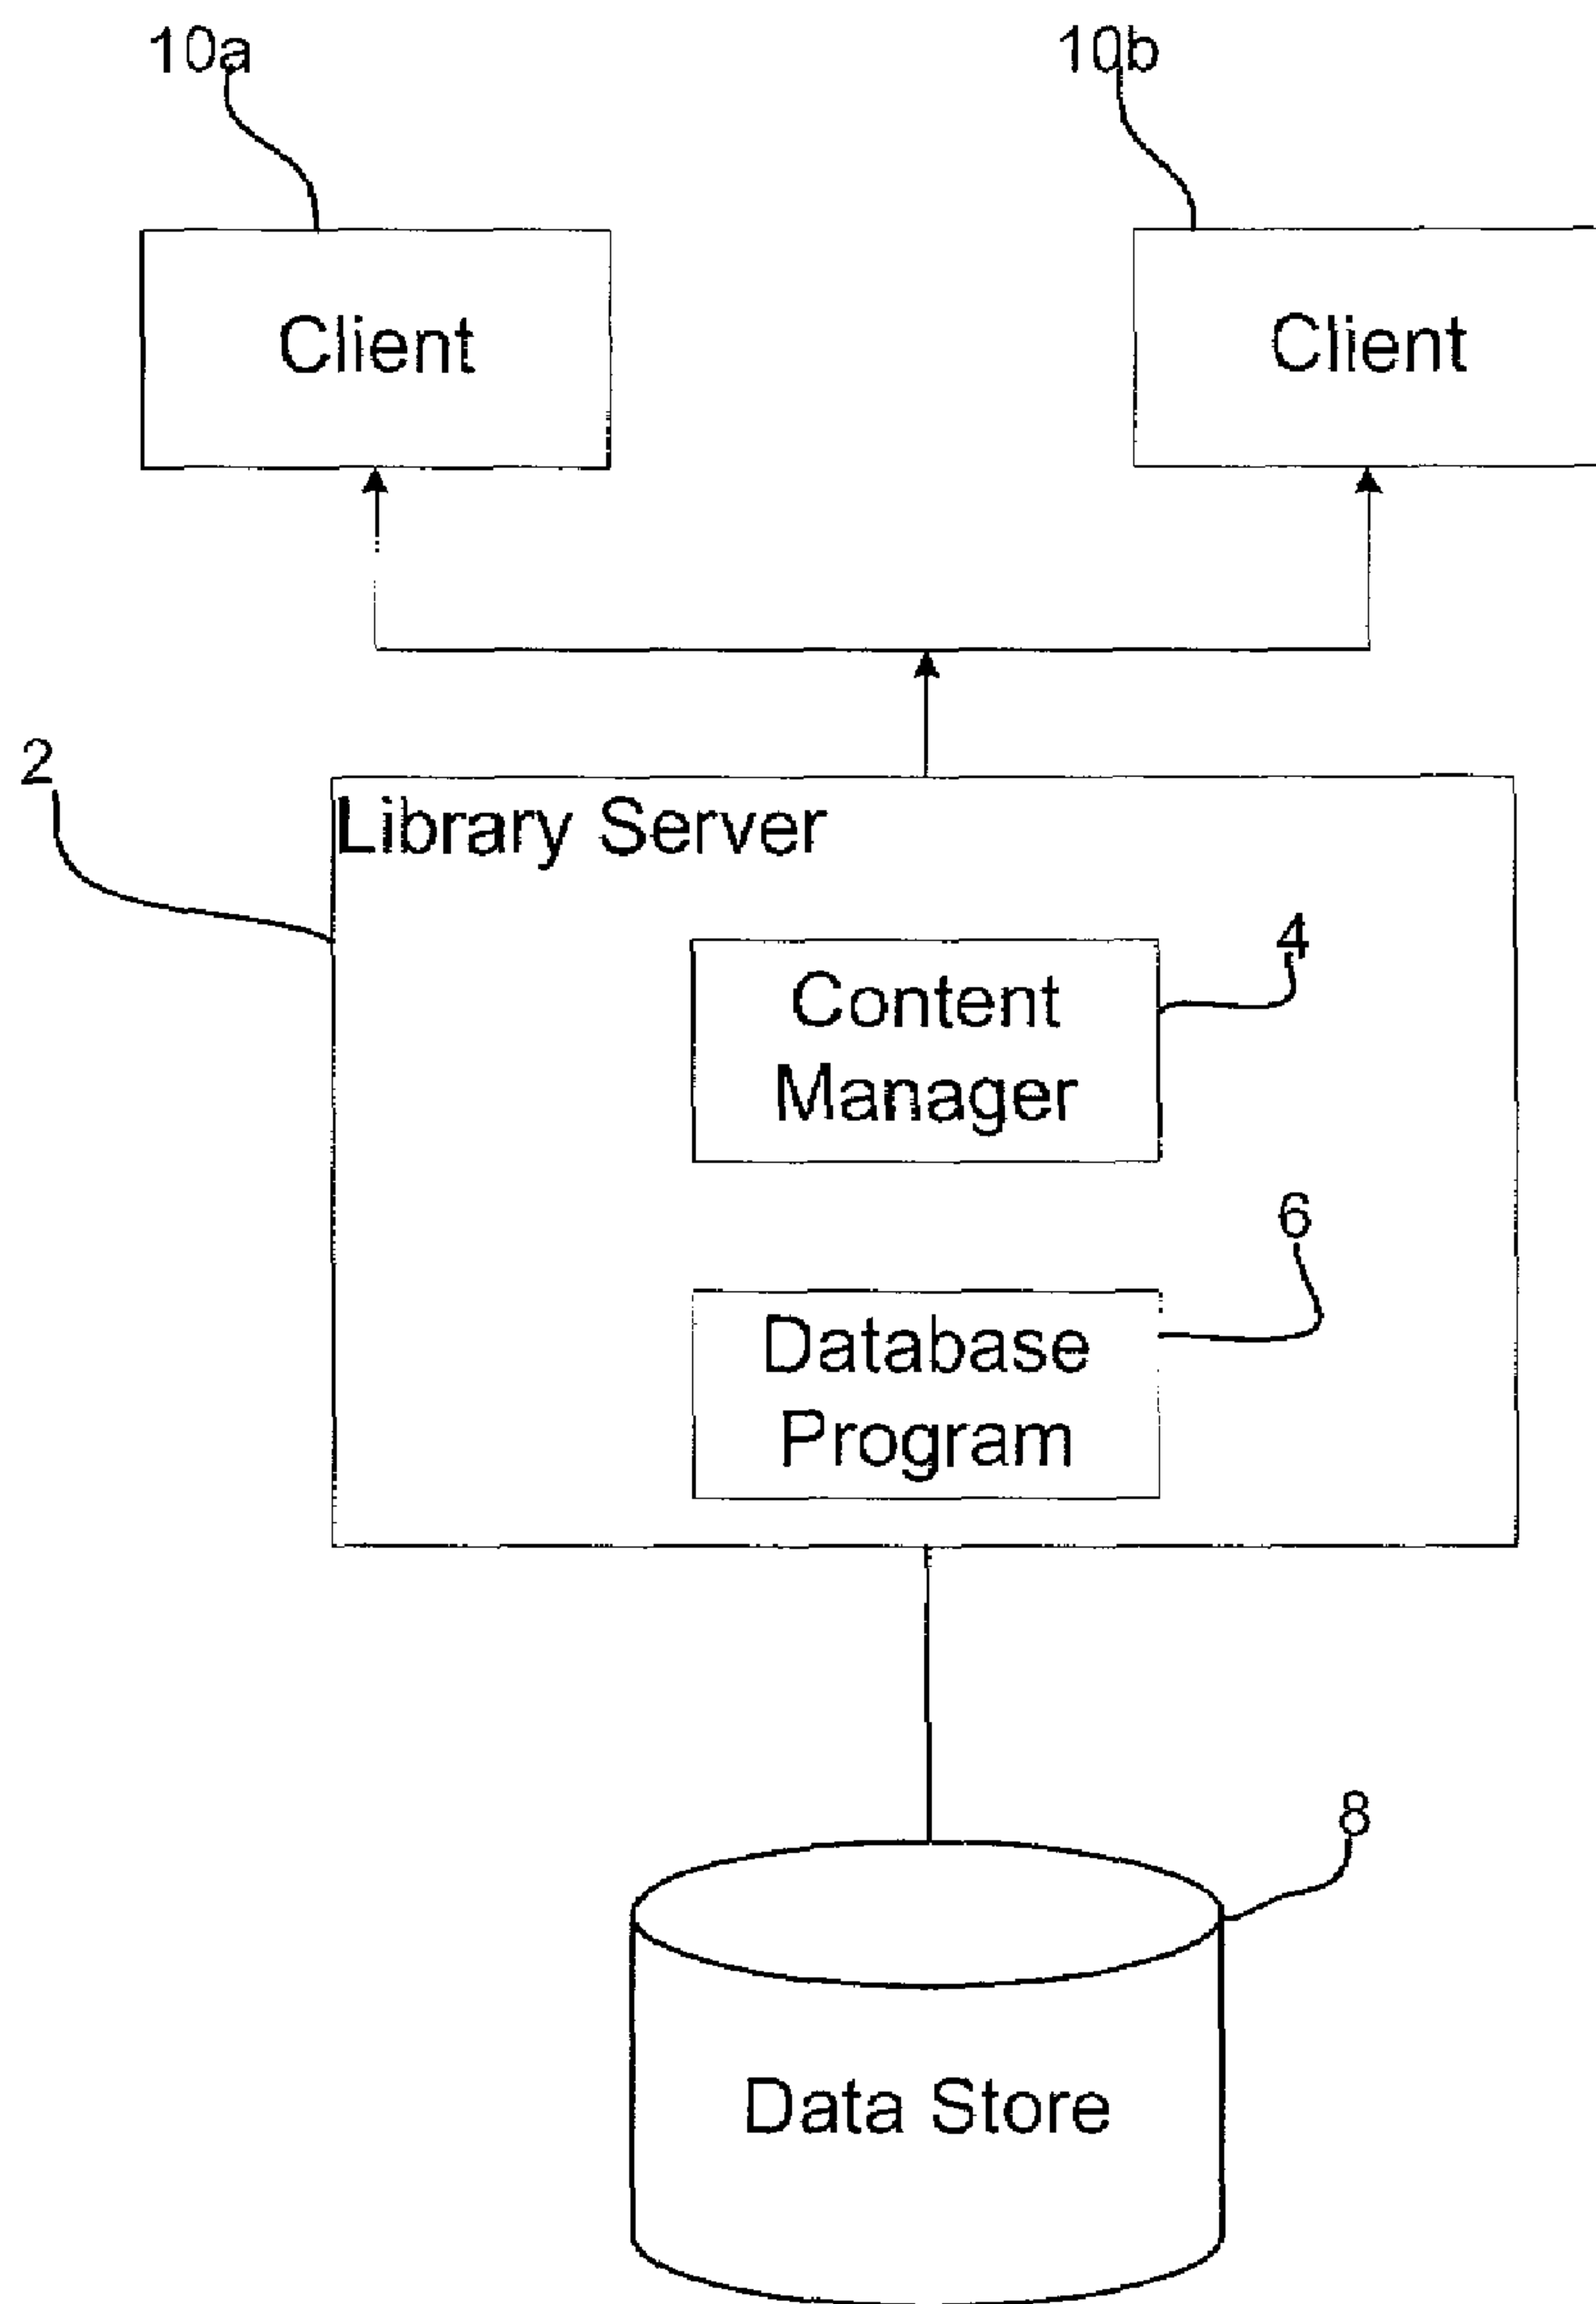 10a
10b
Client
Client
2
Library Server
4
Content
Manager
6
Database
Program
8
Data Store